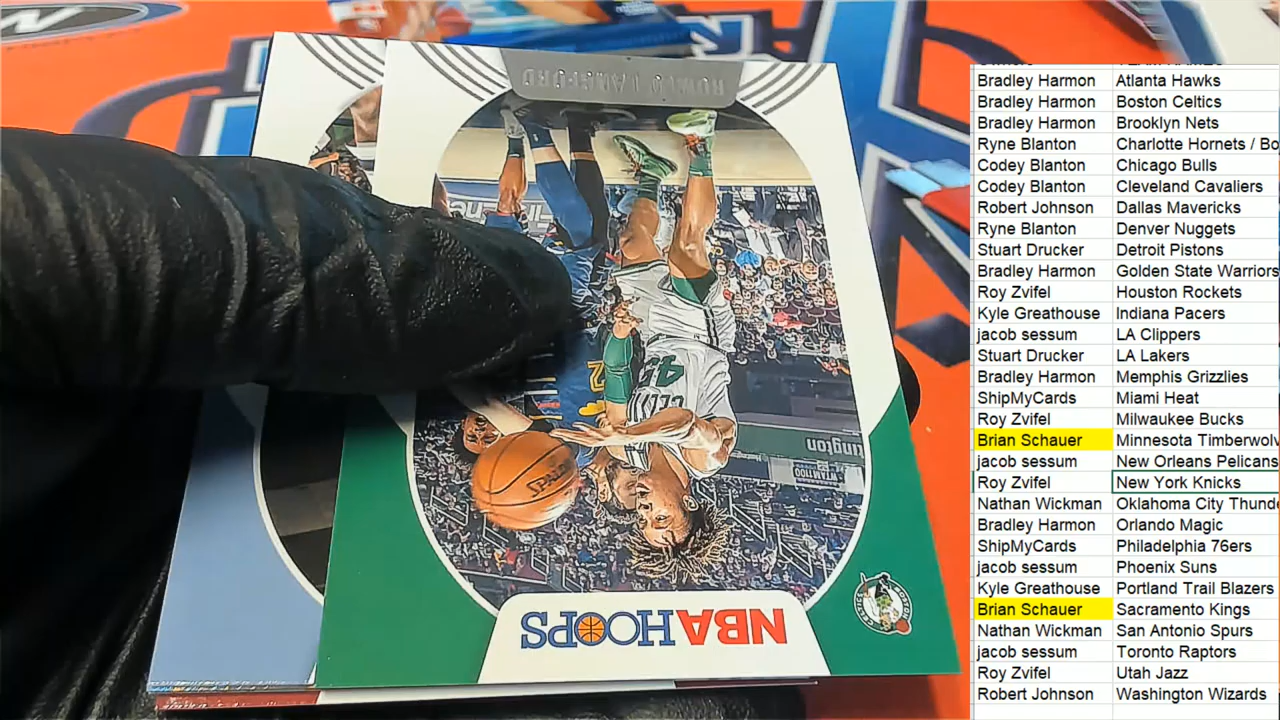 ROMEO LANGFORD
45
NBA HOOPS
SPALDING
Bradley Harmon Atlanta Hawks
Bradley Harmon Boston Celtics
Bradley Harmon Brooklyn Nets
Ryne Blanton Charlotte Hornets / Bo
Codey Blanton Chicago Bulls
Codey Blanton Cleveland Cavaliers
Robert Johnson Dallas Mavericks
Ryne Blanton Denver Nuggets
Stuart Drucker Detroit Pistons
Bradley Harmon Golden State Warriors
Roy Zvifel Houston Rockets
Kyle Greathouse Indiana Pacers
jacob sessum LA Clippers
Stuart Drucker LA Lakers
Bradley Harmon Memphis Grizzlies
ShipMyCards Miami Heat
Roy Zvifel Milwaukee Bucks
Brian Schauer Minnesota Timberwolv
jacob sessum New Orleans Pelicans
Roy Zvifel New York Knicks
Nathan Wickman Oklahoma City Thunde
Bradley Harmon Orlando Magic
ShipMyCards Philadelphia 76ers
jacob sessum Phoenix Suns
Kyle Greathouse Portland Trail Blazers
Brian Schauer Sacramento Kings
Nathan Wickman San Antonio Spurs
jacob sessum Toronto Raptors
Roy Zvifel Utah Jazz
Robert Johnson Washington Wizards